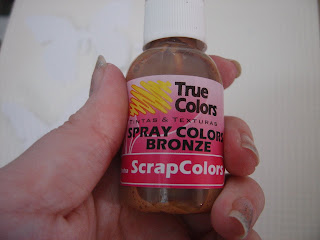 True
Colors
TINTAS & TEXTURAS
SPRAY COLORS
BRONZE
ScrapColors